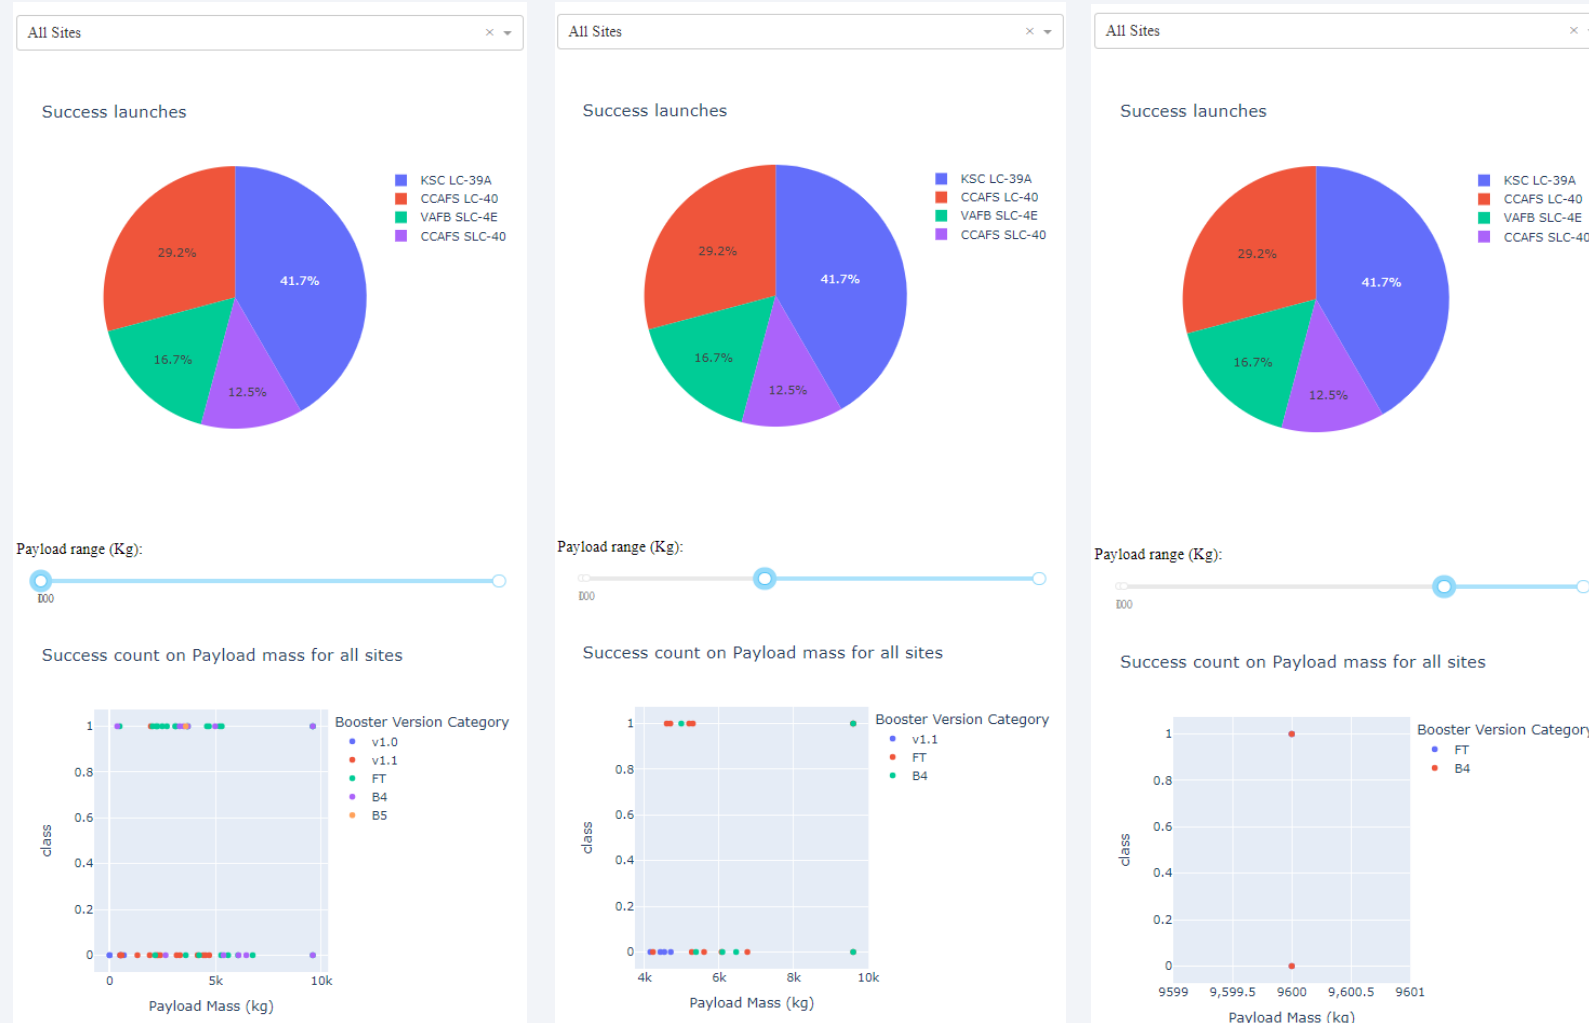 All Sites ×
Success launches
KSC LC-39A
CCAFS LC-40
VAFB SLC-4E
CCAFS SLC-40
29.2%
41.7%
16.7%
12.5%
Payload range (Kg):
Success count on Payload mass for all sites
Booster Version Category
v1.0
v1.1
FT
B4
B5
1
0.8
0.6
0.4
0.2
0
class
0
5k
10k
Payload Mass (kg)
All Sites ×
Success launches
KSC LC-39A
CCAFS LC-40
VAFB SLC-4E
CCAFS SLC-40
29.2%
41.7%
16.7%
12.5%
Payload range (Kg):
Success count on Payload mass for all sites
Booster Version Category
v1.1
FT
B4
1
0.8
0.6
0.4
0.2
0
class
4k
6k
8k
10k
Payload Mass (kg)
All Sites ×
Success launches
KSC LC-39A
CCAFS LC-40
VAFB SLC-4E
CCAFS SLC-40
29.2%
41.7%
16.7%
12.5%
Payload range (Kg):
Success count on Payload mass for all sites
Booster Version Category
FT
B4
1
0.8
0.6
0.4
0.2
0
class
9599
9,599.5
9600
9,600.5
9601
Payload Mass (kg)